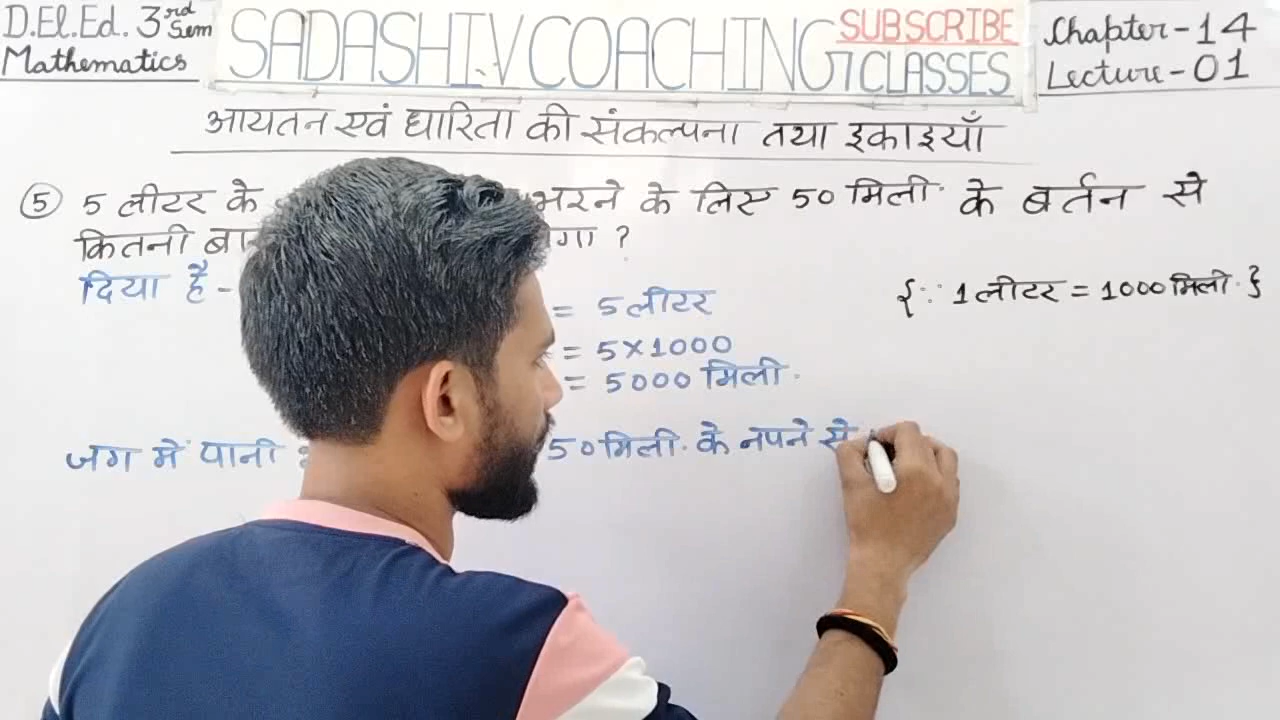 D.El.Ed. 3rd Sem
Mathematics
SADASHIV COACHING CLASSES
SUBSCRIBE
Chapter-14
Lecture-01
आयतन एवं धारिता की संकल्पना तथा इकाइयाँ
⑤ 5 लीटर के भरने के लिए 50 मिली. के बर्तन से
कितनी ?
दिया है -
= 5 लीटर
{∵ 1 लीटर = 1000 मिली.}
= 5×1000
= 5000 मिली.
जग में पानी 50 मिली. के नपने से